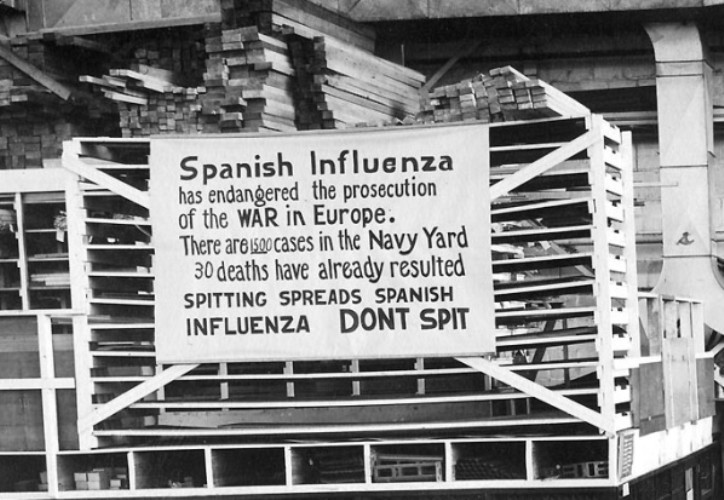 Spanish Influenza
has endangered the prosecution
of the WAR in Europe.
There are 1500 cases in the Navy Yard
30 deaths have already resulted
SPITTING SPREADS SPANISH
INFLUENZA DONT SPIT